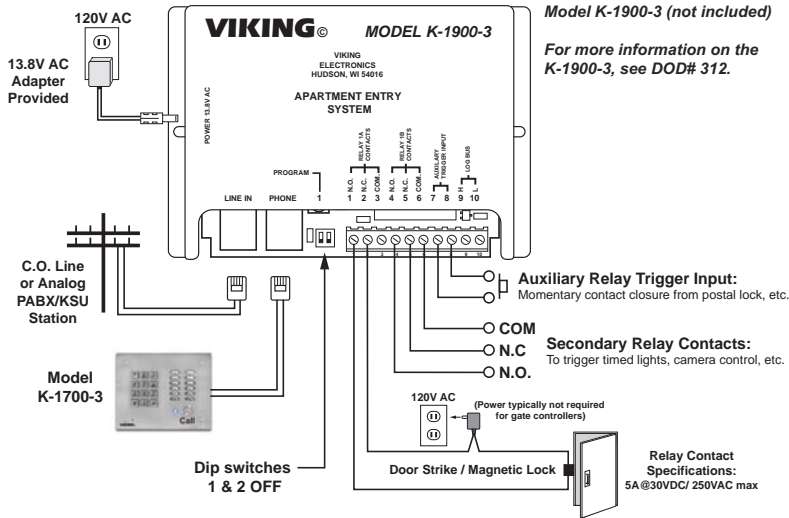 120V AC
VIKING© MODEL K-1900-3
Model K-1900-3 (not included)
For more information on the
K-1900-3, see DOD# 312.
13.8V AC
Adapter
Provided
VIKING
ELECTRONICS
HUDSON, WI 54016
APARTMENT ENTRY
SYSTEM
POWER 13.8V AC
RELAY 1A
CONTACTS
RELAY 1B
CONTACTS
AUXILARY
TRIGGER INPUT
LOG BUS
PROGRAM
N.O. N.C. COM. N.O. N.C. COM. H L
LINE IN PHONE 1 1 2 3 4 5 6 7 8 9 10
C.O. Line
or Analog
PABX/KSU
Station
Auxiliary Relay Trigger Input:
Momentary contact closure from postal lock, etc.
COM
N.C
N.O.
Secondary Relay Contacts:
To trigger timed lights, camera control, etc.
Model
K-1700-3
Call
VIKING
120V AC
(Power typically not required
for gate controllers)
Dip switches
1 & 2 OFF
Door Strike / Magnetic Lock
Relay Contact
Specifications:
5A@30VDC/ 250VAC max